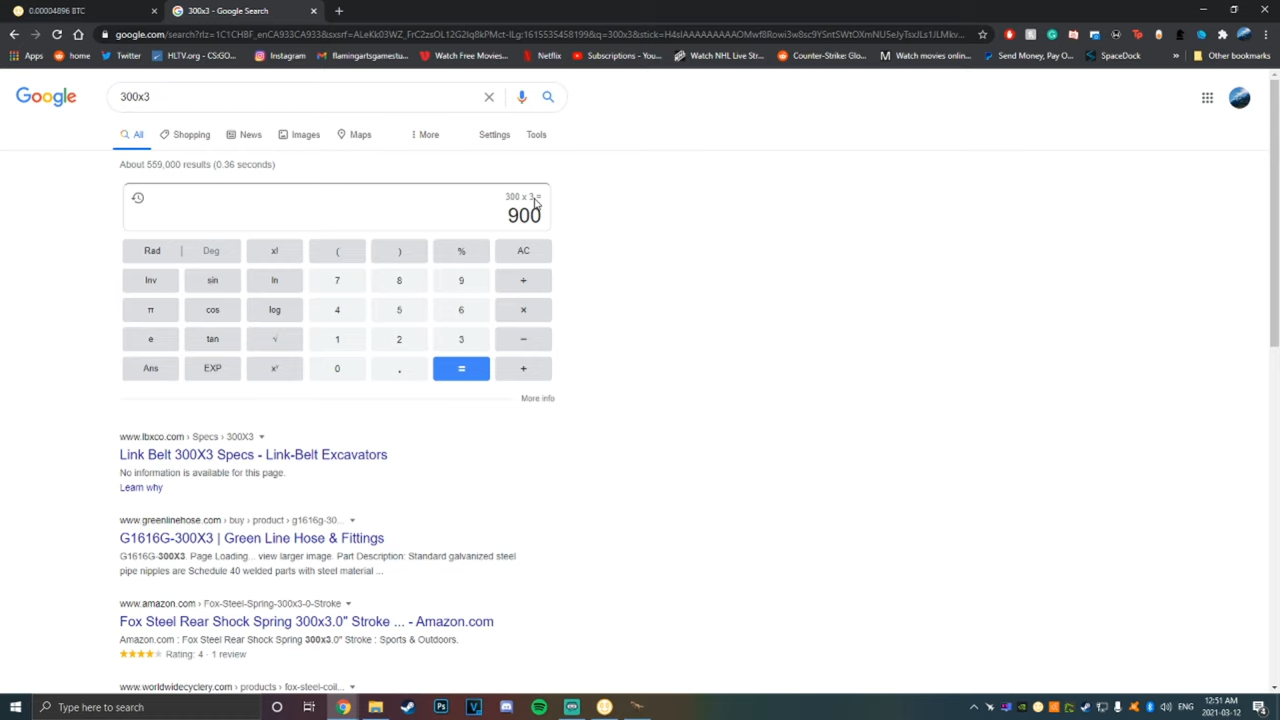 0.00004896 BTC
300x3 - Google Search
google.com/search?rlz=1C1CHBF_enCA933CA933&sxsrf=
Apps
home
Twitter
HLTV.org - CS:GO...
Instagram
flamingartsgamestu...
Watch Free Movies...
Netflix
Subscriptions - You...
Watch NHL Live Str...
Counter-Strike: Glo...
Watch movies onlin...
Send Money, Pay O...
SpaceDock
»
Other bookmarks
Google
300x3
All
Shopping
News
Images
Maps
More
Settings
Tools
About 559,000 results (0.36 seconds)
300 x 3 =
900
Rad | Deg x! ( ) % AC
Inv sin ln 7 8 9 ÷
π cos log 4 5 6 ×
e tan √ 1 2 3 −
Ans EXP xʸ 0 . = +
More info
www.lbxco.com › Specs › 300X3
Link Belt 300X3 Specs - Link-Belt Excavators
No information is available for this page.
Learn why
www.greenlinehose.com › buy › product › g1616g-30...
G1616G-300X3 | Green Line Hose & Fittings
G1616G-300X3. Page Loading... view larger image. Part Description: Standard galvanized steel
pipe nipples are Schedule 40 welded parts with steel material ...
www.amazon.com › Fox-Steel-Spring-300x3-0-Stroke
Fox Steel Rear Shock Spring 300x3.0" Stroke ... - Amazon.com
Amazon.com : Fox Steel Rear Shock Spring 300x3.0" Stroke : Sports & Outdoors.
Rating: 4 · 1 review
www.worldwidecyclery.com › products › fox-steel-coil...
Type here to search
ENG
12:51 AM
2021-03-12